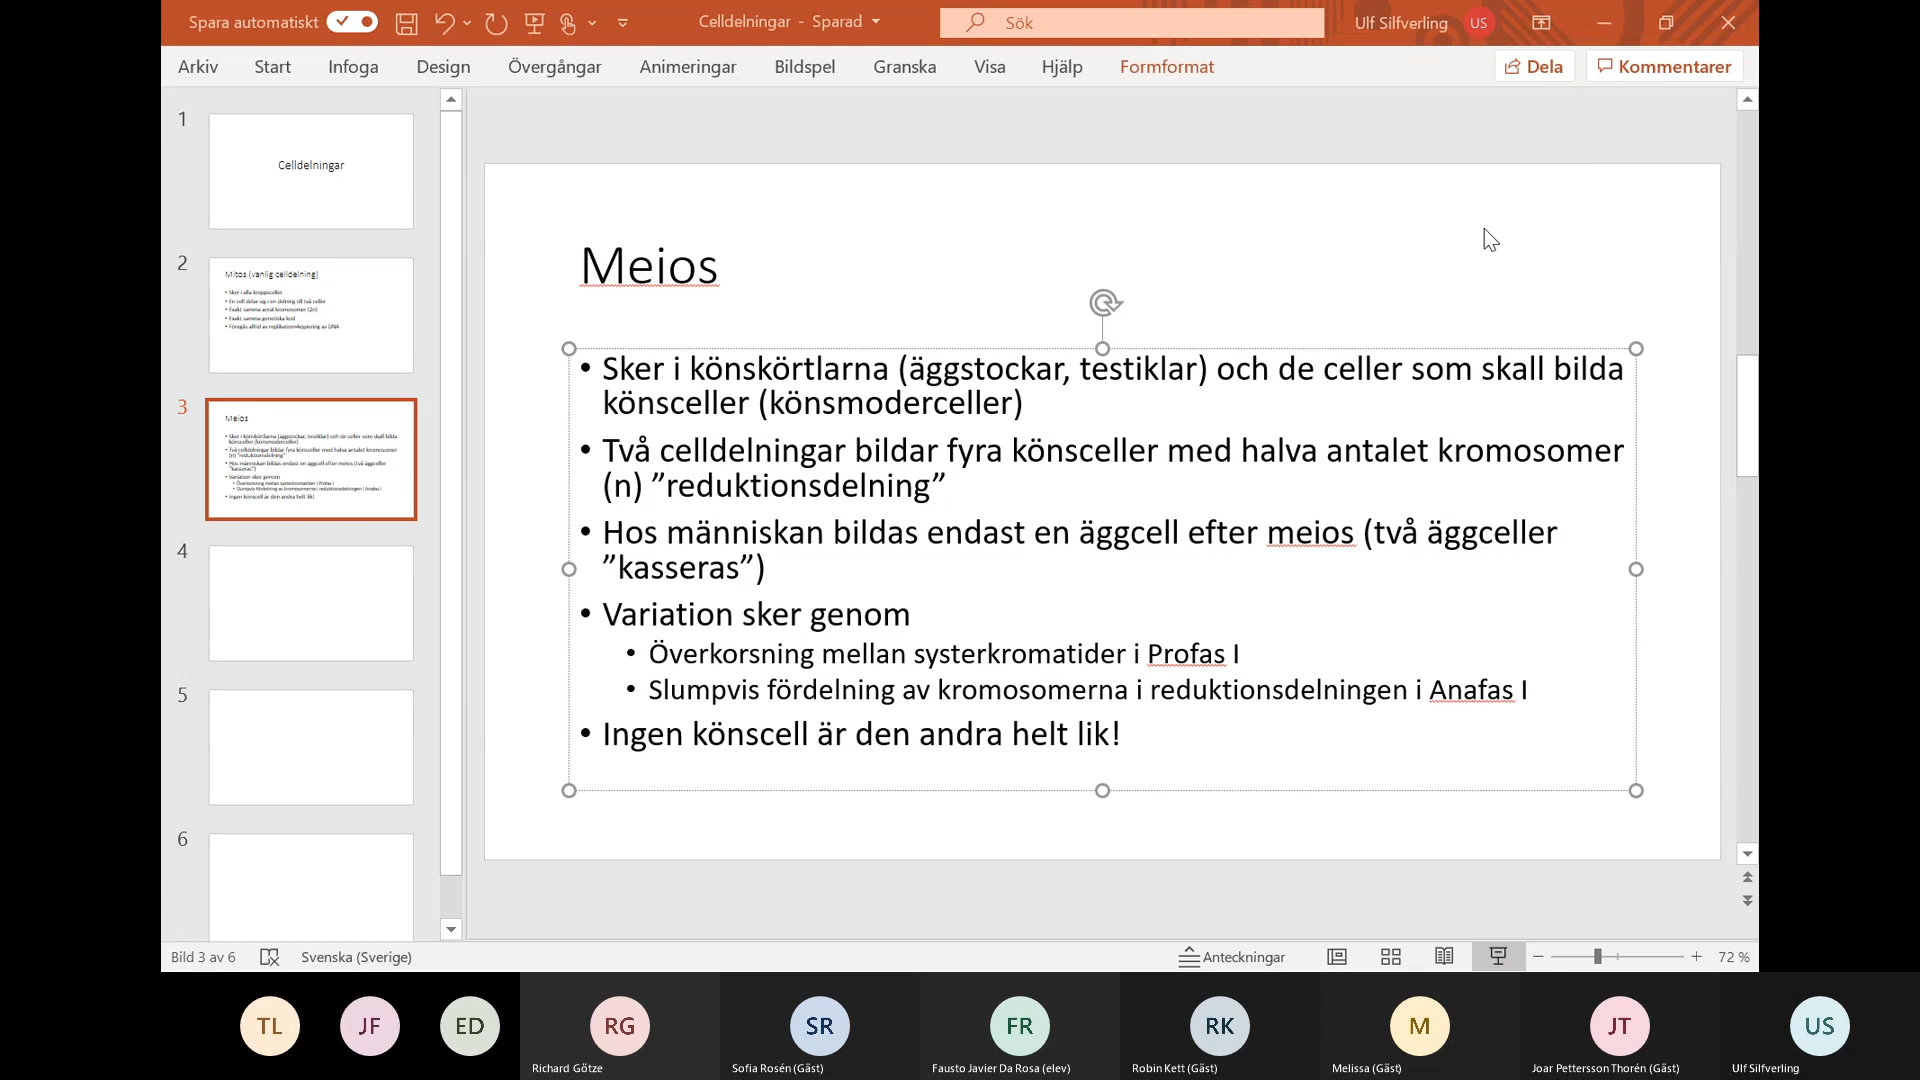 Spara automatiskt
Celldelningar - Sparad
Sök
Ulf Silfverling
US
Arkiv
Start
Infoga
Design
Övergångar
Animeringar
Bildspel
Granska
Visa
Hjälp
Formformat
Dela
Kommentarer
1
Celldelningar
2
Mitos (vanlig celldelning)
• Sker i alla kroppsceller
• En cell delar sig i en delning till två celler
• Exakt samma antal kromosomer (2n)
• Exakt samma genetiska kod
• Föregås alltid av replikation=kopiering av DNA
3
Meios
• Sker i könskörtlarna (äggstockar, testiklar) och de celler som skall bilda
könsceller (könsmoderceller)
• Två celldelningar bildar fyra könsceller med halva antalet kromosomer
(n) ”reduktionsdelning”
• Hos människan bildas endast en äggcell efter meios (två äggceller
”kasseras”)
• Variation sker genom
• Överkorsning mellan systerkromatider i Profas I
• Slumpvis fördelning av kromosomerna i reduktionsdelningen i Anafas I
• Ingen könscell är den andra helt lik!
4
5
6
Meios
• Sker i könskörtlarna (äggstockar, testiklar) och de celler som skall bilda
könsceller (könsmoderceller)
• Två celldelningar bildar fyra könsceller med halva antalet kromosomer
(n) ”reduktionsdelning”
• Hos människan bildas endast en äggcell efter meios (två äggceller
”kasseras”)
• Variation sker genom
• Överkorsning mellan systerkromatider i Profas I
• Slumpvis fördelning av kromosomerna i reduktionsdelningen i Anafas I
• Ingen könscell är den andra helt lik!
Bild 3 av 6
Svenska (Sverige)
Anteckningar
72 %
TL
JF
ED
RG
SR
FR
RK
M
JT
US
Richard Götze
Sofia Rosén (Gäst)
Fausto Javier Da Rosa (elev)
Robin Kett (Gäst)
Melissa (Gäst)
Joar Pettersson Thorén (Gäst)
Ulf Silfverling